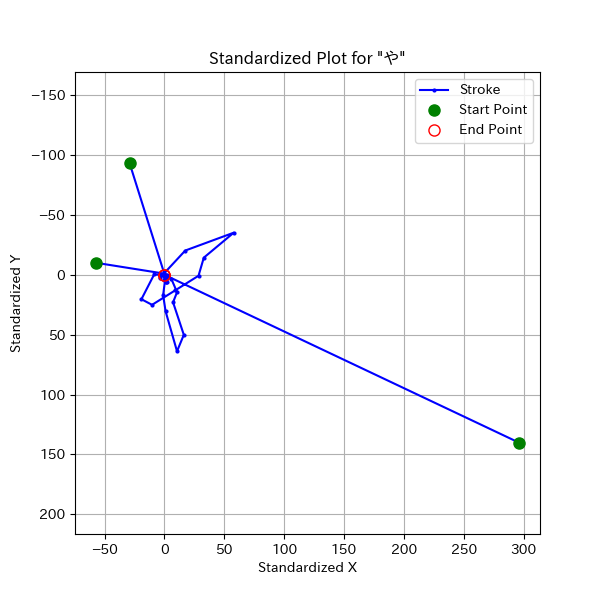 Standardized Plot for "や"
Stroke
Start Point
End Point
Standardized Y
−150
−100
−50
0
50
100
150
200
−50 0 50 100 150 200 250 300
Standardized X